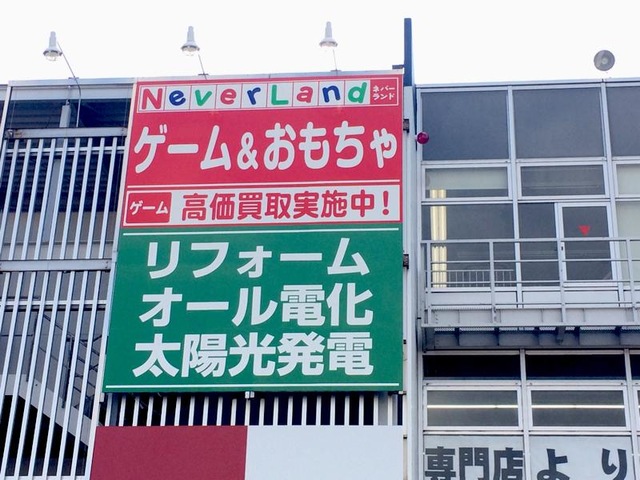 NeverLand ネバーランド
ゲーム&おもちゃ
ゲーム 高価買取実施中!
リフォーム
オール電化
太陽光発電
専門店より